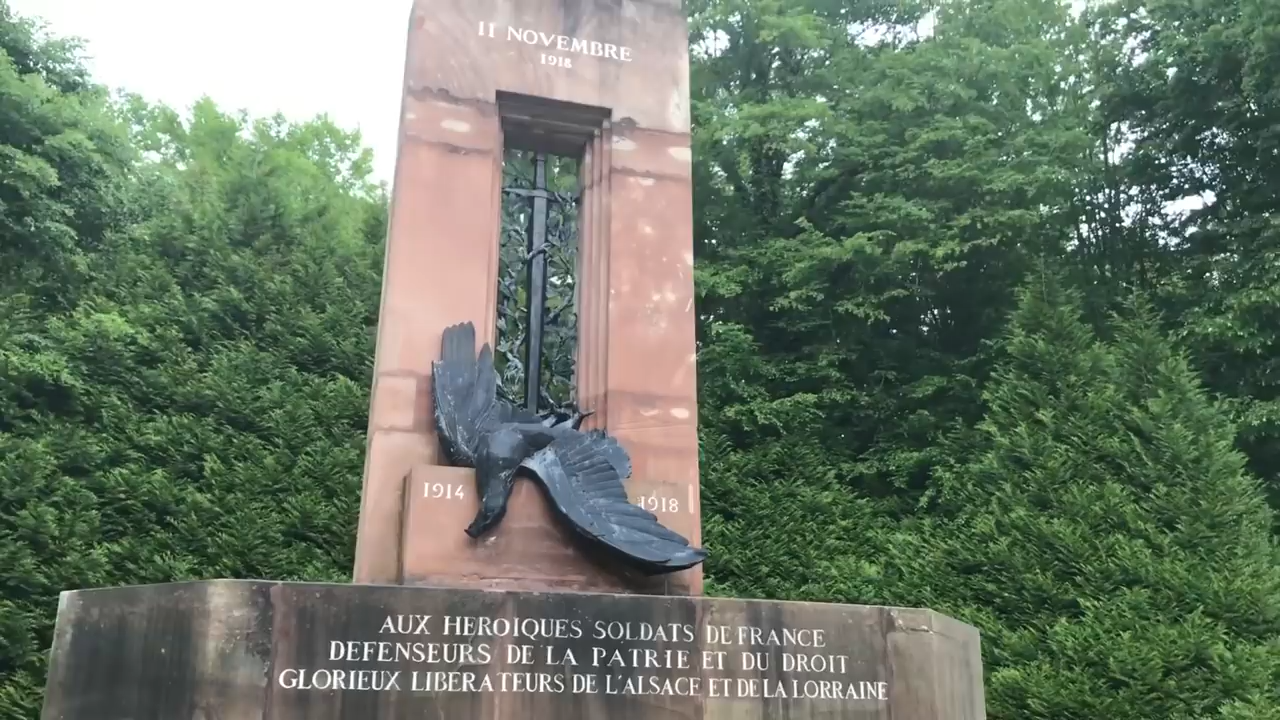 11 NOVEMBRE
1918
1914 1918
AUX HEROIQUES SOLDATS DE FRANCE
DEFENSEURS DE LA PATRIE ET DU DROIT
GLORIEUX LIBERATEURS DE L'ALSACE ET DE LA LORRAINE